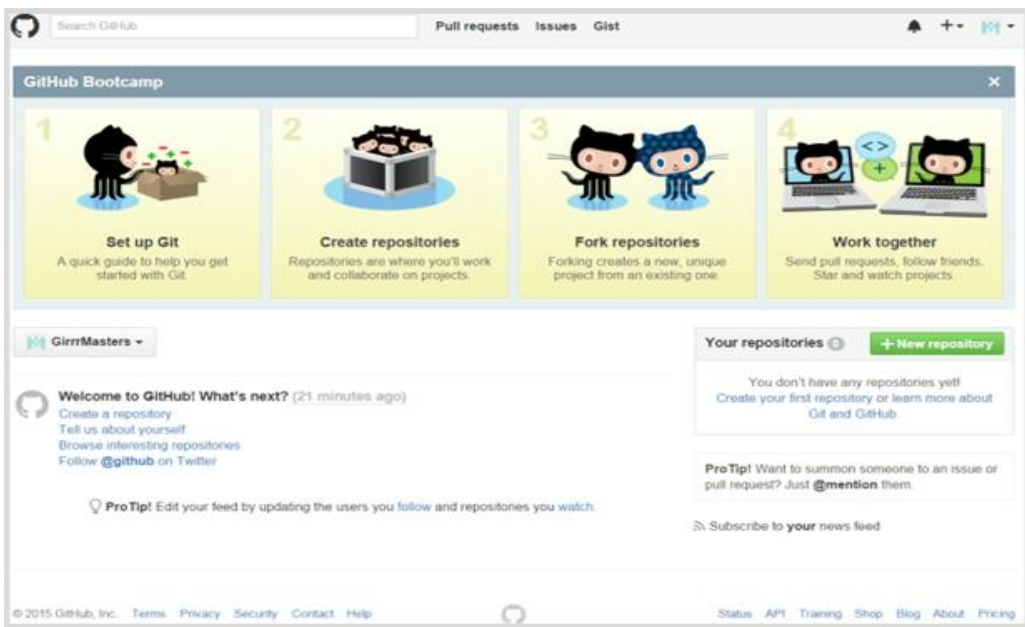 Search GitHub
Pull requests Issues Gist
GitHub Bootcamp
1
Set up Git
A quick guide to help you get
started with Git.
2
Create repositories
Repositories are where you'll work
and collaborate on projects.
3
Fork repositories
Forking creates a new, unique
project from an existing one.
4
Work together
Send pull requests, follow friends.
Star and watch projects.
GirrrMasters
Welcome to GitHub! What's next? (21 minutes ago)
Create a repository
Tell us about yourself
Browse interesting repositories
Follow @github on Twitter
ProTip! Edit your feed by updating the users you follow and repositories you watch.
Your repositories 0
+ New repository
You don't have any repositories yet!
Create your first repository or learn more about
Git and GitHub.
ProTip! Want to summon someone to an issue or
pull request? Just @mention them.
Subscribe to your news feed
© 2015 GitHub, Inc. Terms Privacy Security Contact Help
Status API Training Shop Blog About Pricing